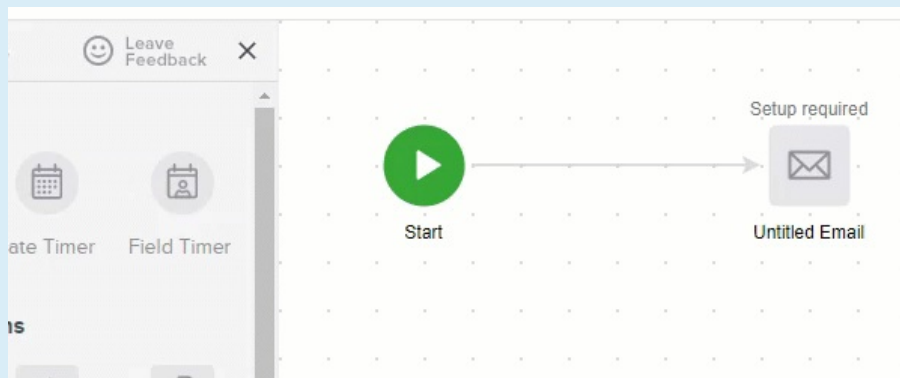 Leave
Feedback
Setup required
ate Timer
Field Timer
Start
Untitled Email
ns